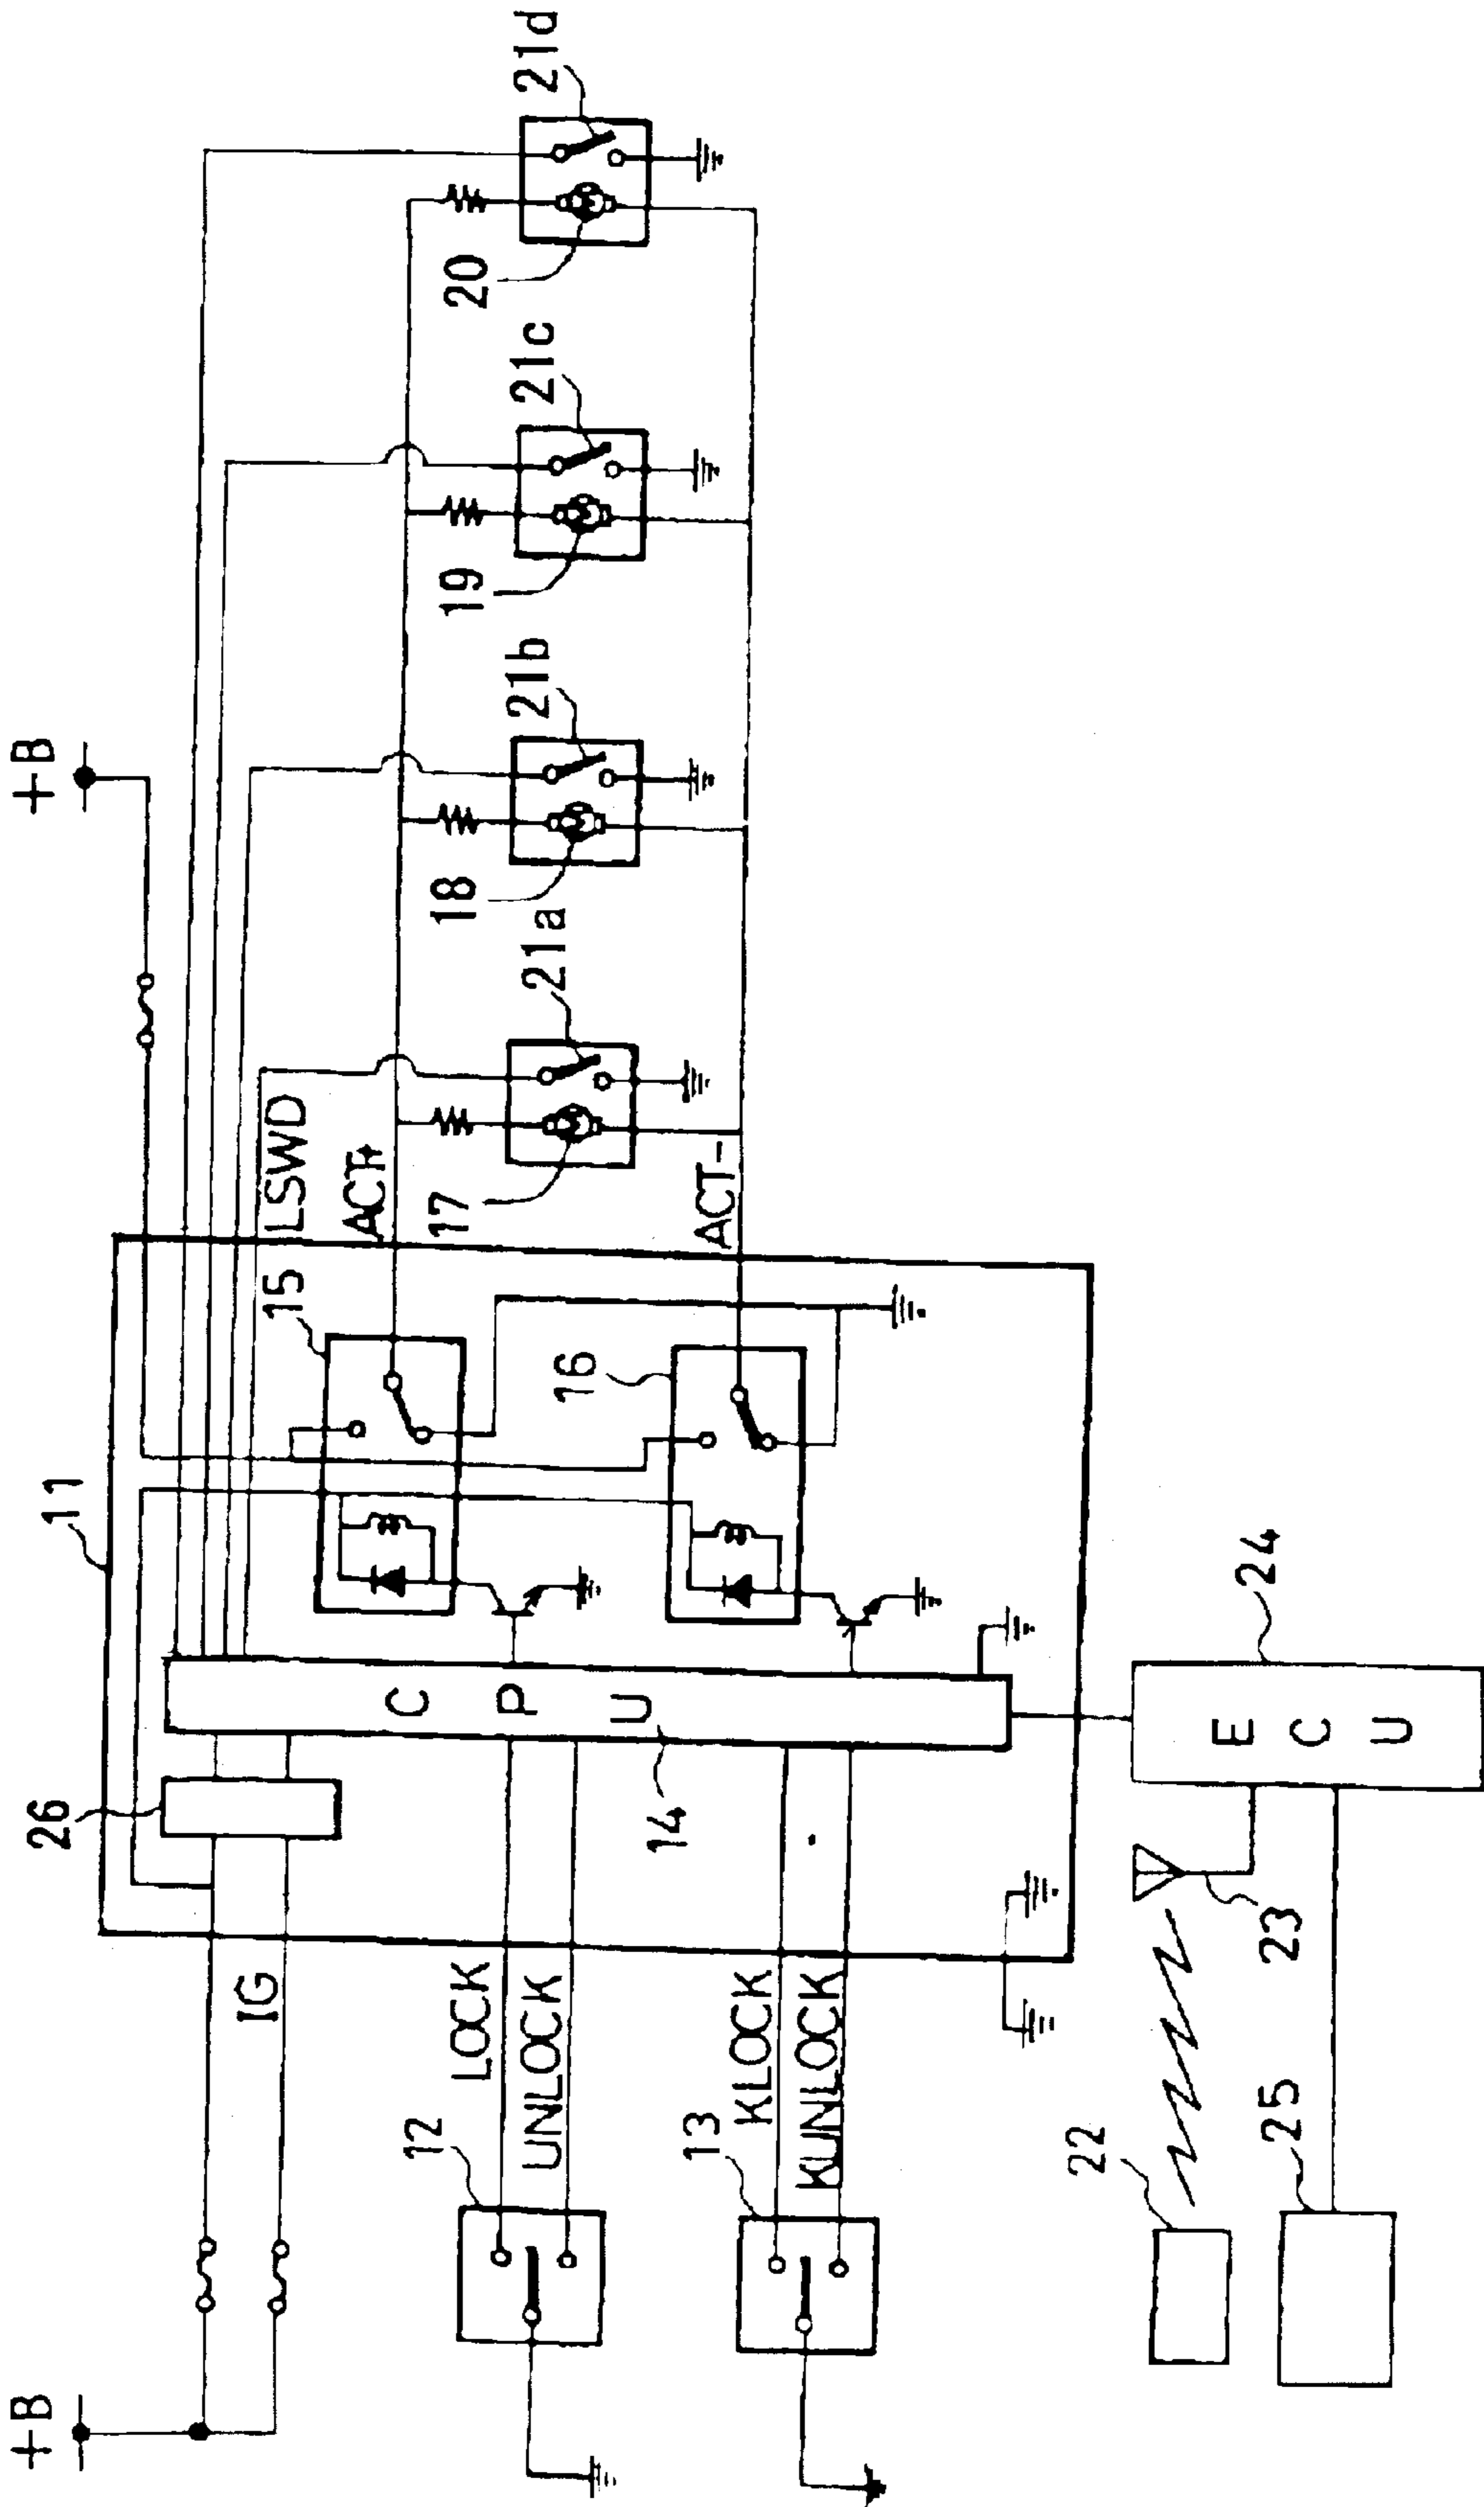 +B
+B
11
26
IG
15
LSWD
ACR+
LOCK
UNLOCK
12
CPU
14
16
ACT-
17
21a
18
21b
19
21c
20
21d
KLOCK
KUNLOCK
13
22
23
24
ECU
25